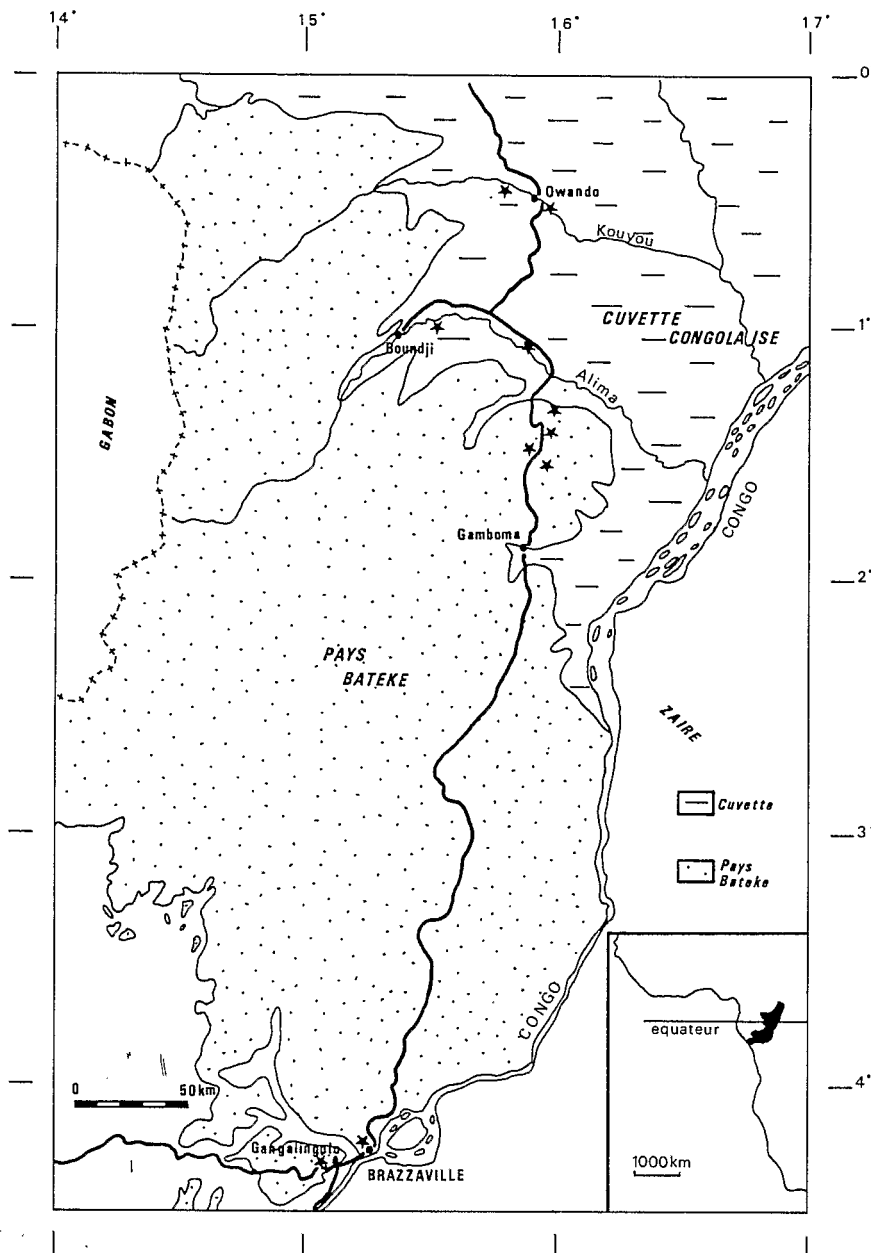 14°
15°
16°
17°
0
Owando
Kouyou
CUVETTE
CONGOLAISE
1°
Boundji
Alima
GABON
CONGO
Gamboma
2°
PAYS
BATEKE
ZAIRE
Cuvette
3°
Pays
Bateke
CONGO
equateur
0 50km
4°
Gangalingolo
BRAZZAVILLE
1000km